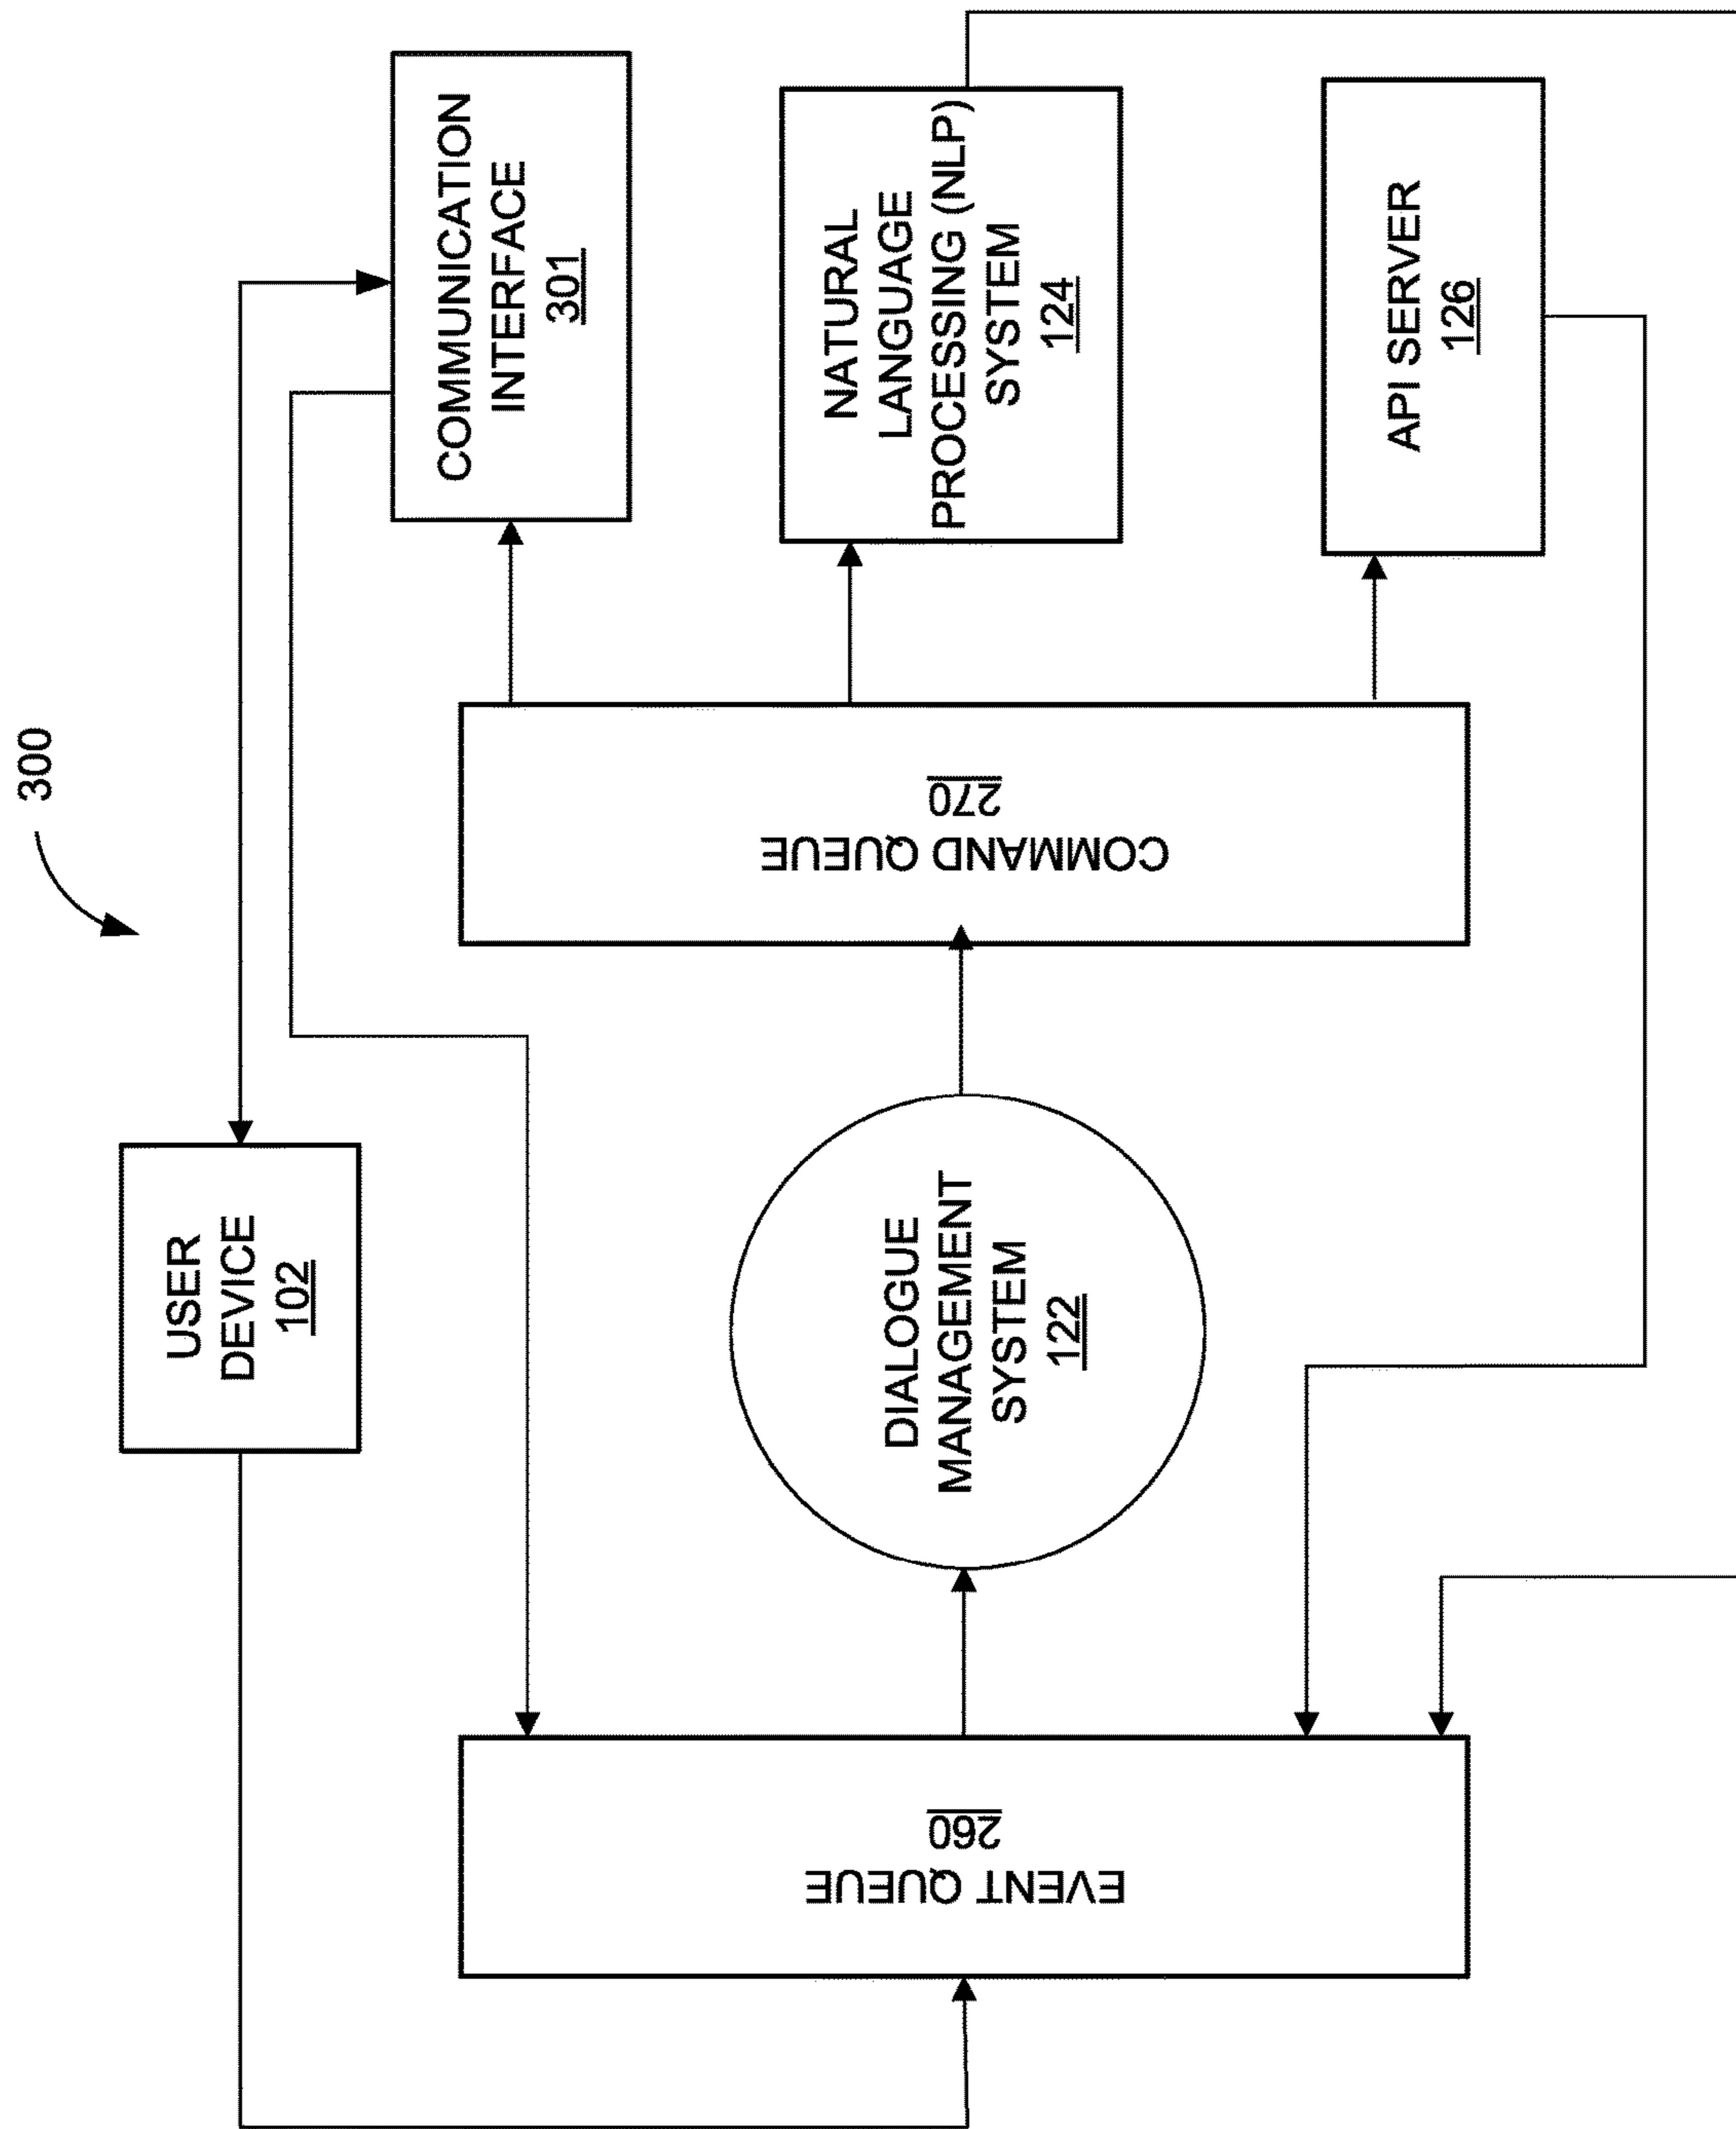 300
USER
DEVICE
102
COMMUNICATION
INTERFACE
301
EVENT QUEUE
260
DIALOGUE
MANAGEMENT
SYSTEM
122
COMMAND QUEUE
270
NATURAL
LANGUAGE
PROCESSING (NLP)
SYSTEM
124
API SERVER
126